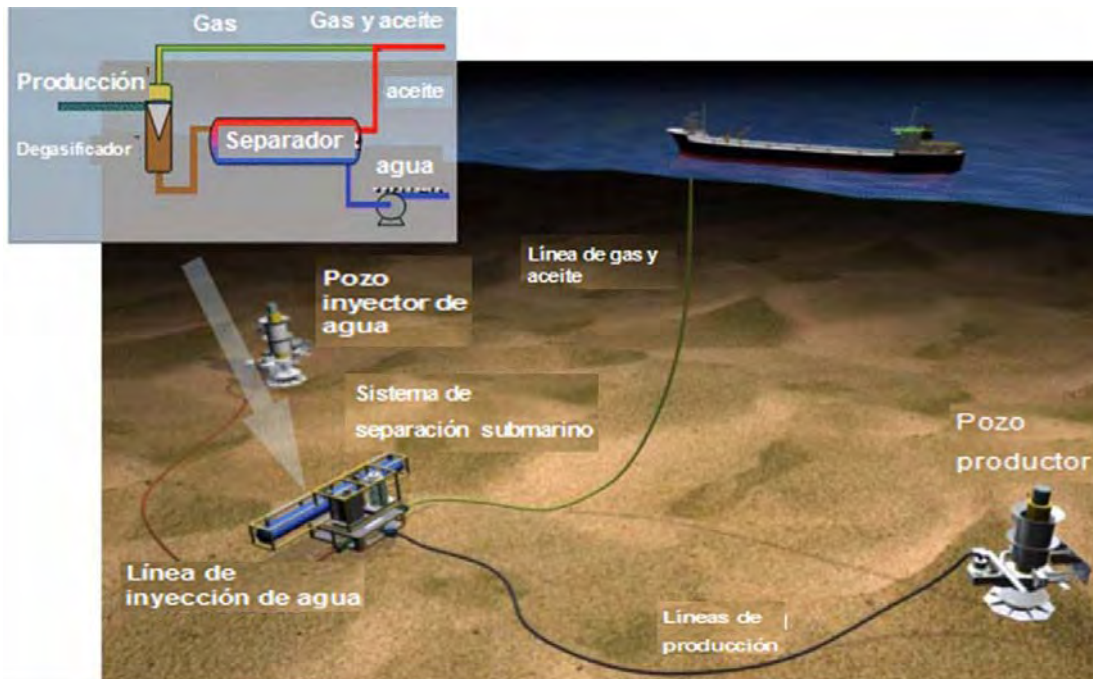 Gas
Gas y aceite
Producción
aceite
Degasificador
Separador
agua
Línea de gas y
aceite
Pozo
inyector de
agua
Sistema de
separación submarino
Pozo
productor
Línea de
inyección de agua
Lineas de
producción